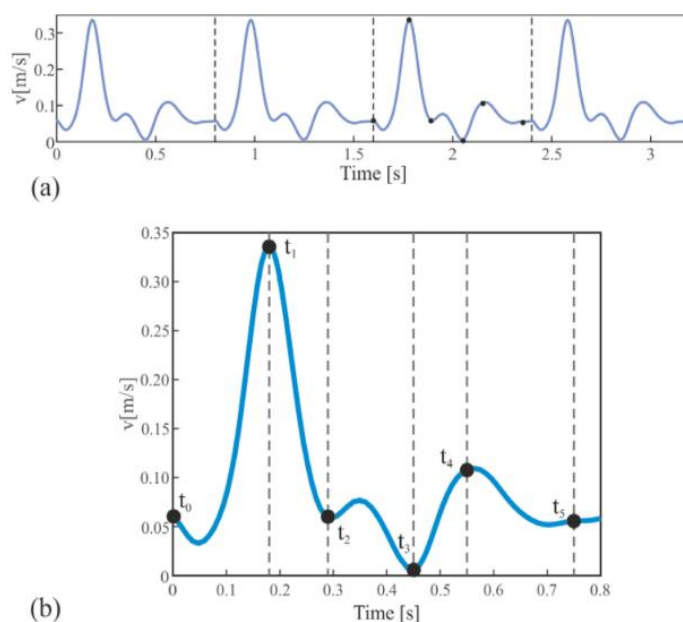 0.3
0.2
0.1
0
v[m/s]
0 0.5 1 1.5 2 2.5 3
Time [s]
(a)
0.35
0.30
0.25
0.20
0.15
0.10
0.05
0
v[m/s]
t₀
t₁
t₂
t₃
t₄
t₅
0 0.1 0.2 0.3 0.4 0.5 0.6 0.7 0.8
Time [s]
(b)